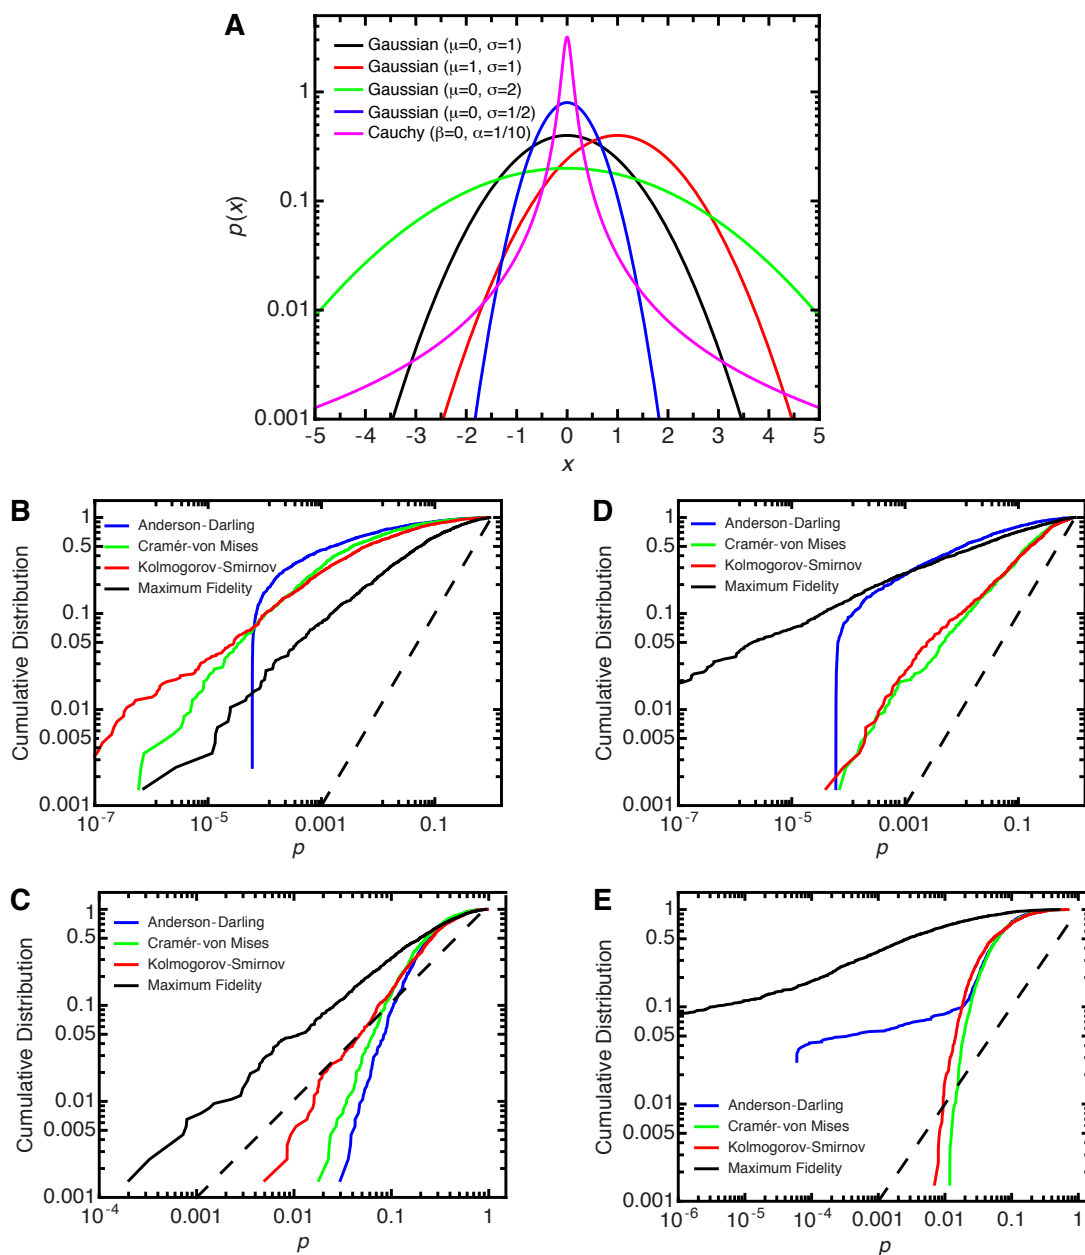 A
Gaussian (μ=0, σ=1)
Gaussian (μ=1, σ=1)
Gaussian (μ=0, σ=2)
Gaussian (μ=0, σ=1/2)
Cauchy (β=0, α=1/10)
1
0.1
0.01
0.001
p(x)
-5 -4 -3 -2 -1 0 1 2 3 4 5
x
B
Anderson-Darling
Cramér-von Mises
Kolmogorov-Smirnov
Maximum Fidelity
1
0.5
0.1
0.05
0.01
0.005
0.001
Cumulative Distribution
10-7 10-5 0.001 0.1
p
D
Anderson-Darling
Cramér-von Mises
Kolmogorov-Smirnov
Maximum Fidelity
1
0.5
0.1
0.05
0.01
0.005
0.001
Cumulative Distribution
10-7 10-5 0.001 0.1
p
C
Anderson-Darling
Cramér-von Mises
Kolmogorov-Smirnov
Maximum Fidelity
1
0.5
0.1
0.05
0.01
0.005
0.001
Cumulative Distribution
10-4 0.001 0.01 0.1 1
p
E
Anderson-Darling
Cramér-von Mises
Kolmogorov-Smirnov
Maximum Fidelity
1
0.5
0.1
0.05
0.01
0.005
0.001
Cumulative Distribution
10-6 10-5 10-4 0.001 0.01 0.1 1
p